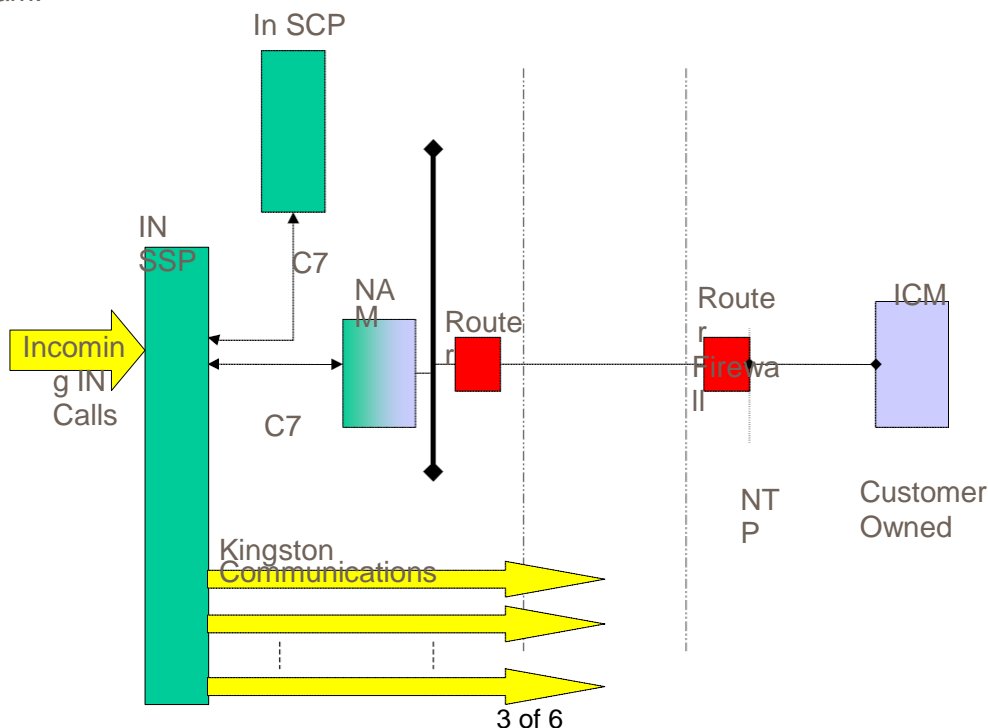 In SCP
IN
SSP
C7
NA
M
Route
r
Route
r
Firewa
ll
ICM
Incomin
g IN
Calls
C7
NT
P
Customer
Owned
Kingston
Communications
3 of 6